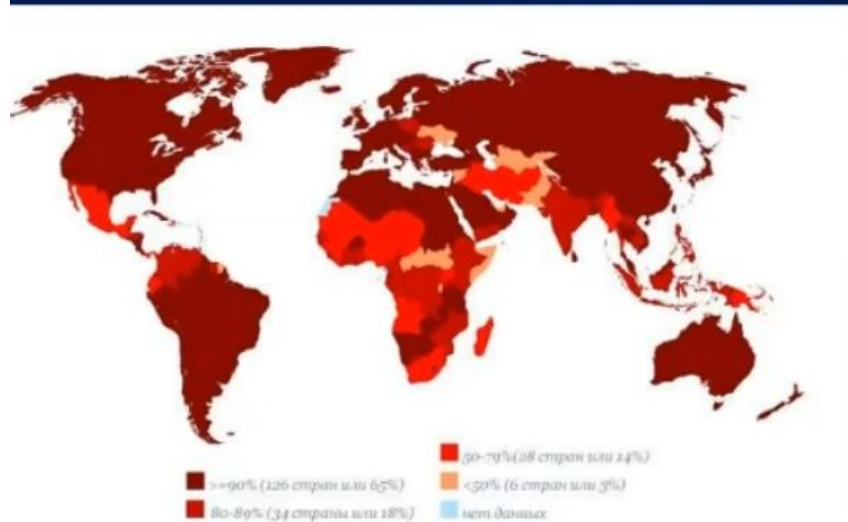 >=90% (126 стран или 65%)
80-89% (34 страны или 18%)
50-79%(28 стран или 14%)
<50% (6 стран или 3%)
нет данных